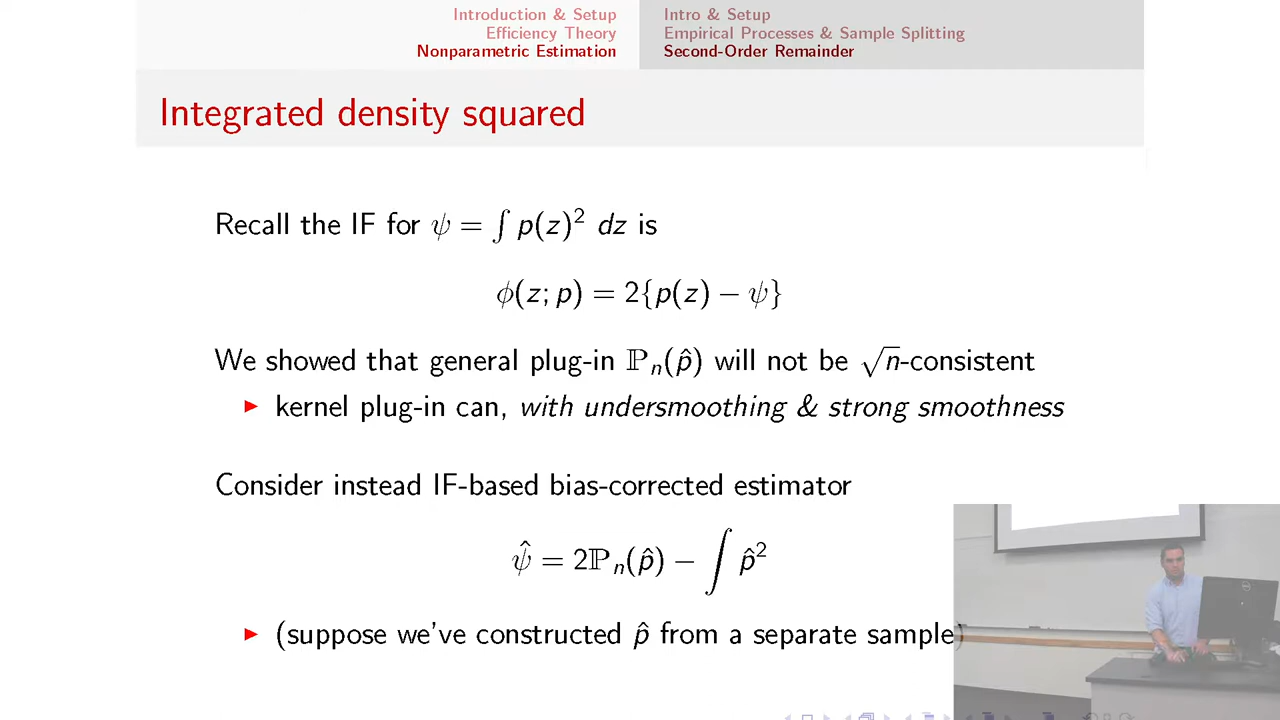 Introduction & Setup
Efficiency Theory
Nonparametric Estimation
Intro & Setup
Empirical Processes & Sample Splitting
Second-Order Remainder
Integrated density squared
Recall the IF for ψ = ∫ p(z)² dz is
ϕ(z; p) = 2{p(z) − ψ}
We showed that general plug-in ℙₙ(p̂) will not be √n-consistent
▶ kernel plug-in can, with undersmoothing & strong smoothness
Consider instead IF-based bias-corrected estimator
ψ̂ = 2ℙₙ(p̂) − ∫ p̂²
▶ (suppose we've constructed p̂ from a separate sample)